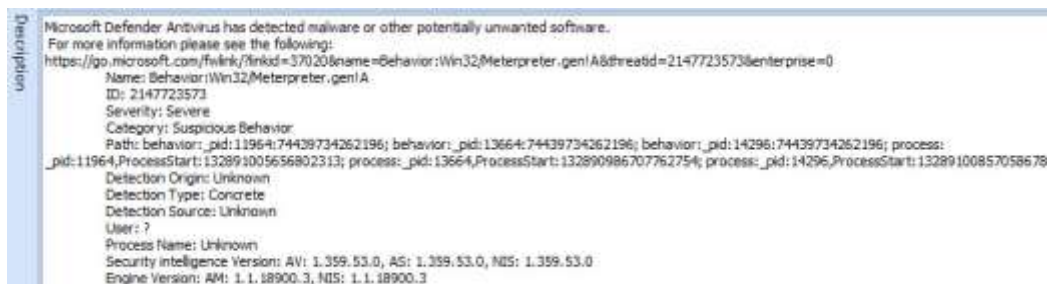 Description
Microsoft Defender Antivirus has detected malware or other potentially unwanted software.
For more information please see the following:
https://go.microsoft.com/fwlink/?linkid=37020&name=Behavior:Win32/Meterpreter.gen!A&threatid=2147723573&enterprise=0
Name: Behavior:Win32/Meterpreter.gen!A
ID: 2147723573
Severity: Severe
Category: Suspicious Behavior
Path: behavior:_pid:11964:74439734262196; behavior:_pid:13664:74439734262196; behavior:_pid:14296:74439734262196; process:
_pid:11964,ProcessStart:132891005656802313; process:_pid:13664,ProcessStart:132890986707762754; process:_pid:14296,ProcessStart:13289100857058678
Detection Origin: Unknown
Detection Type: Concrete
Detection Source: Unknown
User: ?
Process Name: Unknown
Security intelligence Version: AV: 1.359.53.0, AS: 1.359.53.0, NIS: 1.359.53.0
Engine Version: AM: 1.1.18900.3, NIS: 1.1.18900.3